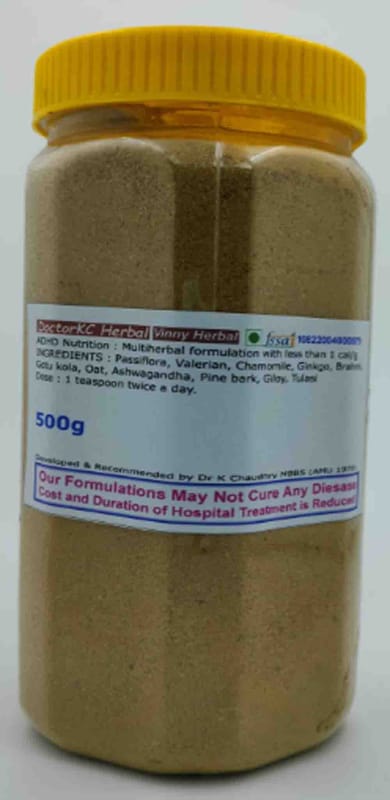 DoctorKC Herbal Vinny Herbal fssai
ADHD Nutrition : Multiherbal formulation with less than 1 cal/g
INGREDIENTS : Passiflora, Valerian, Chamomile, Ginkgo, Brahmi,
Gotu kola, Oat, Ashwagandha, Pine bark, Giloy, Tulasi
Dose : 1 teaspoon twice a day.
500g
Developed & Recommended by Dr K Chaudhry MBBS (AMU
Our Formulations May Not Cure Any Diesase
Cost and Duration of Hospital Treatment is Reduced